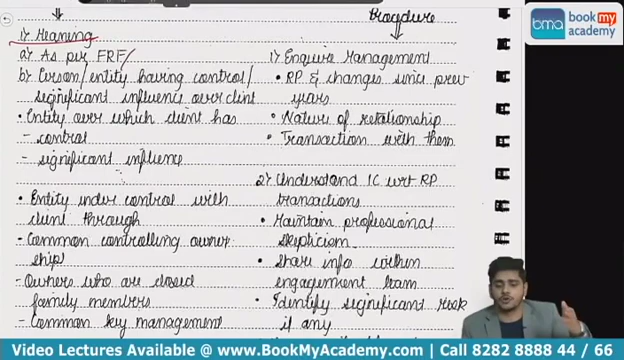 Procedure
1) Meaning
a) As per FRF
b) Person/entity having control/
significant influence over client
• Entity over which client has
- control
- significant influence
• Entity under control with
client through
- Common controlling owner
ship
- Owners who are closed
family members
- Common key management
1) Enquire Management
• RP & changes since prev
years
• Nature of relationship
• Transaction with them
2) Understand IC wrt RP
transactions
• Maintain professional
skepticism
• Share info within
engagement team
• Identify significant risk
if any
bma
book my
academy
Video Lectures Available @ www.BookMyAcademy.com | Call 8282 8888 44 / 66